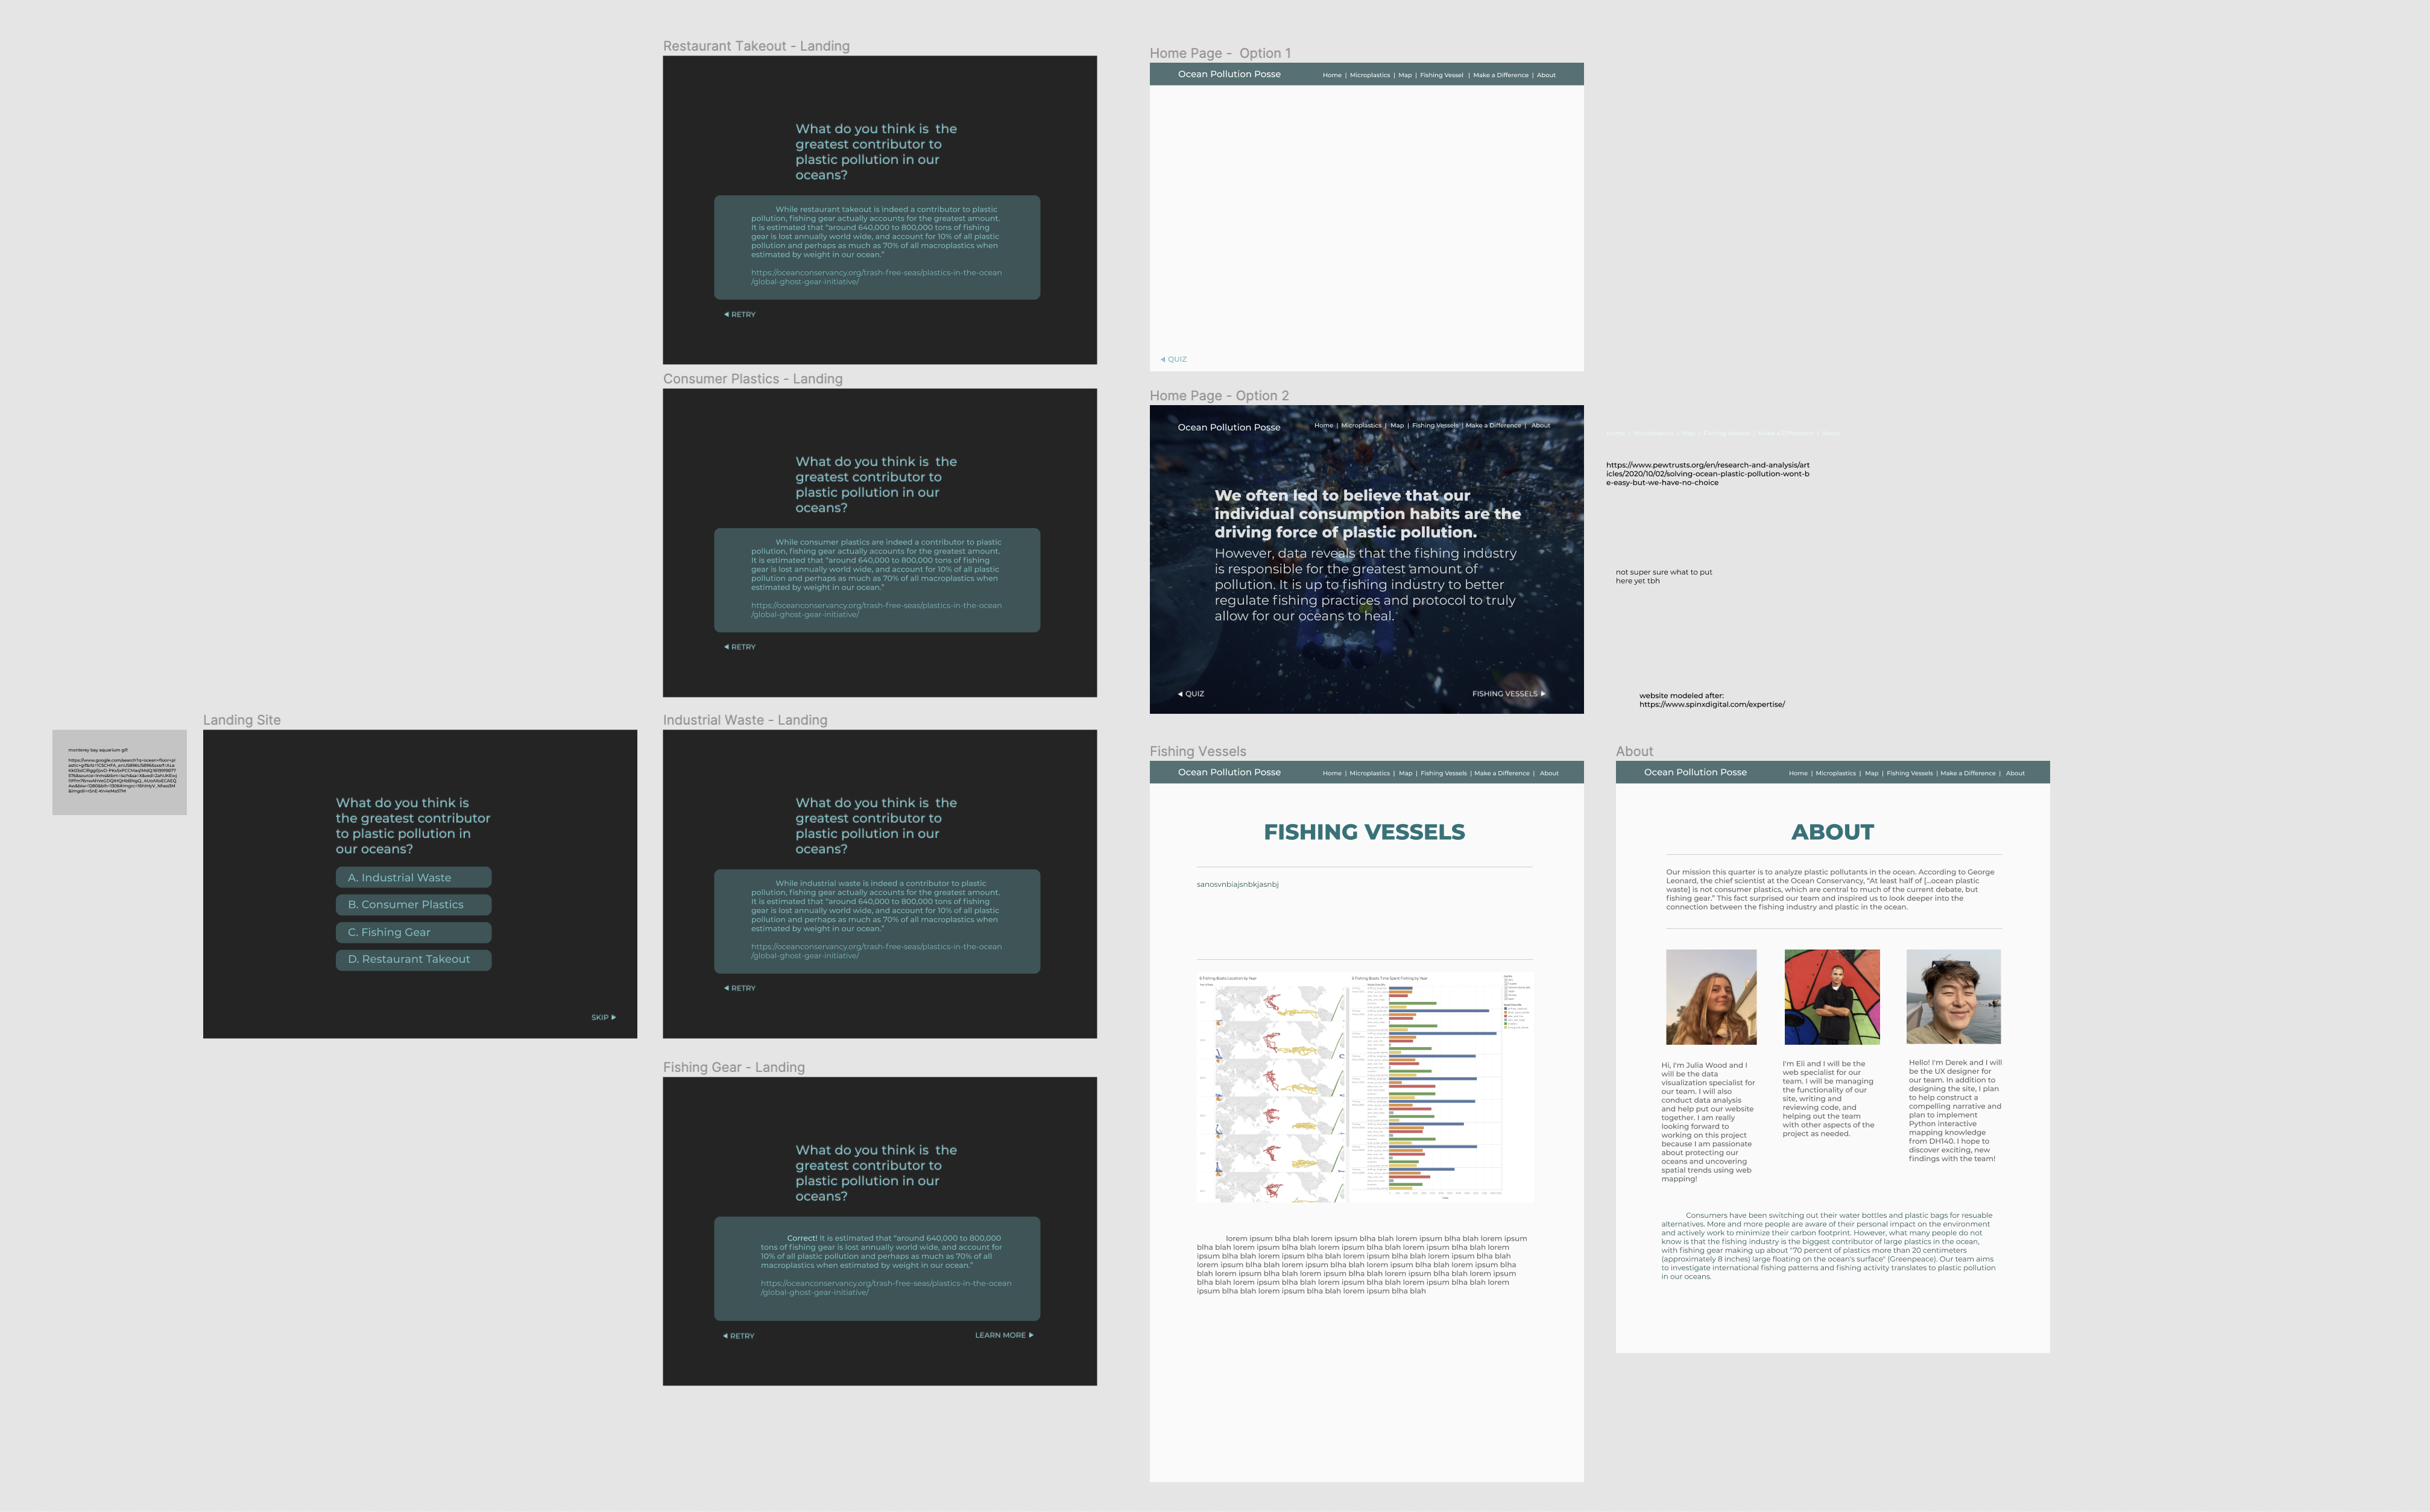 Restaurant Takeout - Landing
What do you think is the
greatest contributor to
plastic pollution in our
oceans?
While restaurant takeout is indeed a contributor to plastic
pollution, fishing gear actually accounts for the greatest amount.
It is estimated that "around 640,000 to 800,000 tons of fishing
gear is lost annually world wide, and account for 10% of all plastic
pollution and perhaps as much as 70% of all macroplastics when
estimated by weight in our ocean."
https://oceanconservancy.org/trash-free-seas/plastics-in-the-ocean
/global-ghost-gear-initiative/
RETRY
Consumer Plastics - Landing
What do you think is the
greatest contributor to
plastic pollution in our
oceans?
While consumer plastics are indeed a contributor to plastic
pollution, fishing gear actually accounts for the greatest amount.
It is estimated that "around 640,000 to 800,000 tons of fishing
gear is lost annually world wide, and account for 10% of all plastic
pollution and perhaps as much as 70% of all macroplastics when
estimated by weight in our ocean."
https://oceanconservancy.org/trash-free-seas/plastics-in-the-ocean
/global-ghost-gear-initiative/
RETRY
monterey bay aquarium gif:
Landing Site
What do you think is
the greatest contributor
to plastic pollution in
our oceans?
A. Industrial Waste
B. Consumer Plastics
C. Fishing Gear
D. Restaurant Takeout
SKIP
Industrial Waste - Landing
What do you think is the
greatest contributor to
plastic pollution in our
oceans?
While industrial waste is indeed a contributor to plastic
pollution, fishing gear actually accounts for the greatest amount.
It is estimated that "around 640,000 to 800,000 tons of fishing
gear is lost annually world wide, and account for 10% of all plastic
pollution and perhaps as much as 70% of all macroplastics when
estimated by weight in our ocean."
https://oceanconservancy.org/trash-free-seas/plastics-in-the-ocean
/global-ghost-gear-initiative/
RETRY
Fishing Gear - Landing
What do you think is the
greatest contributor to
plastic pollution in our
oceans?
Correct! It is estimated that "around 640,000 to 800,000
tons of fishing gear is lost annually world wide, and account for
10% of all plastic pollution and perhaps as much as 70% of all
macroplastics when estimated by weight in our ocean."
https://oceanconservancy.org/trash-free-seas/plastics-in-the-ocean
/global-ghost-gear-initiative/
RETRY
LEARN MORE
Home Page - Option 1
Ocean Pollution Posse
Home | Microplastics | Map | Fishing Vessel | Make a Difference | About
QUIZ
Home Page - Option 2
Ocean Pollution Posse
Home | Microplastics | Map | Fishing Vessels | Make a Difference | About
We often led to believe that our
individual consumption habits are the
driving force of plastic pollution.
However, data reveals that the fishing industry
is responsible for the greatest amount of
pollution. It is up to fishing industry to better
regulate fishing practices and protocol to truly
allow for our oceans to heal.
QUIZ
FISHING VESSELS
Home | Microplastics | Map | Fishing Vessels | Make a Difference | About
https://www.pewtrusts.org/en/research-and-analysis/art
icles/2020/10/02/solving-ocean-plastic-pollution-wont-b
e-easy-but-we-have-no-choice
not super sure what to put
here yet tbh
website modeled after:
https://www.spinxdigital.com/expertise/
Fishing Vessels
Ocean Pollution Posse
Home | Microplastics | Map | Fishing Vessels | Make a Difference | About
FISHING VESSELS
sanosvnbiajsnbkjasnbj
6 Fishing Boats Location by Year
6 Fishing Boats Time Spent Fishing by Year
lorem ipsum blha blah lorem ipsum blha blah lorem ipsum blha blah lorem ipsum
blha blah lorem ipsum blha blah lorem ipsum blha blah lorem ipsum blha blah lorem
ipsum blha blah lorem ipsum blha blah lorem ipsum blha blah lorem ipsum blha blah
lorem ipsum blha blah lorem ipsum blha blah lorem ipsum blha blah lorem ipsum blha
blah lorem ipsum blha blah lorem ipsum blha blah lorem ipsum blha blah lorem ipsum
blha blah lorem ipsum blha blah lorem ipsum blha blah lorem ipsum blha blah lorem
ipsum blha blah lorem ipsum blha blah lorem ipsum blha blah
About
Ocean Pollution Posse
Home | Microplastics | Map | Fishing Vessels | Make a Difference | About
ABOUT
Our mission this quarter is to analyze plastic pollutants in the ocean. According to George
Leonard, the chief scientist at the Ocean Conservancy, "At least half of [...ocean plastic
waste] is not consumer plastics, which are central to much of the current debate, but
fishing gear." This fact surprised our team and inspired us to look deeper into the
connection between the fishing industry and plastic in the ocean.
Hi, I'm Julia Wood and I
will be the data
visualization specialist for
our team. I will also
conduct data analysis
and help put our website
together. I am really
looking forward to
working on this project
because I am passionate
about protecting our
oceans and uncovering
spatial trends using web
mapping!
I'm Eli and I will be the
web specialist for our
team. I will be managing
the functionality of our
site, writing and
reviewing code, and
helping out the team
with other aspects of the
project as needed.
Hello! I'm Derek and I will
be the UX designer for
our team. In addition to
designing the site, I plan
to help construct a
compelling narrative and
plan to implement
Python interactive
mapping knowledge
from DH140. I hope to
discover exciting, new
findings with the team!
Consumers have been switching out their water bottles and plastic bags for resuable
alternatives. More and more people are aware of their personal impact on the environment
and actively work to minimize their carbon footprint. However, what many people do not
know is that the fishing industry is the biggest contributor of large plastics in the ocean,
with fishing gear making up about "70 percent of plastics more than 20 centimeters
(approximately 8 inches) large floating on the ocean's surface" (Greenpeace). Our team aims
to investigate international fishing patterns and fishing activity translates to plastic pollution
in our oceans.